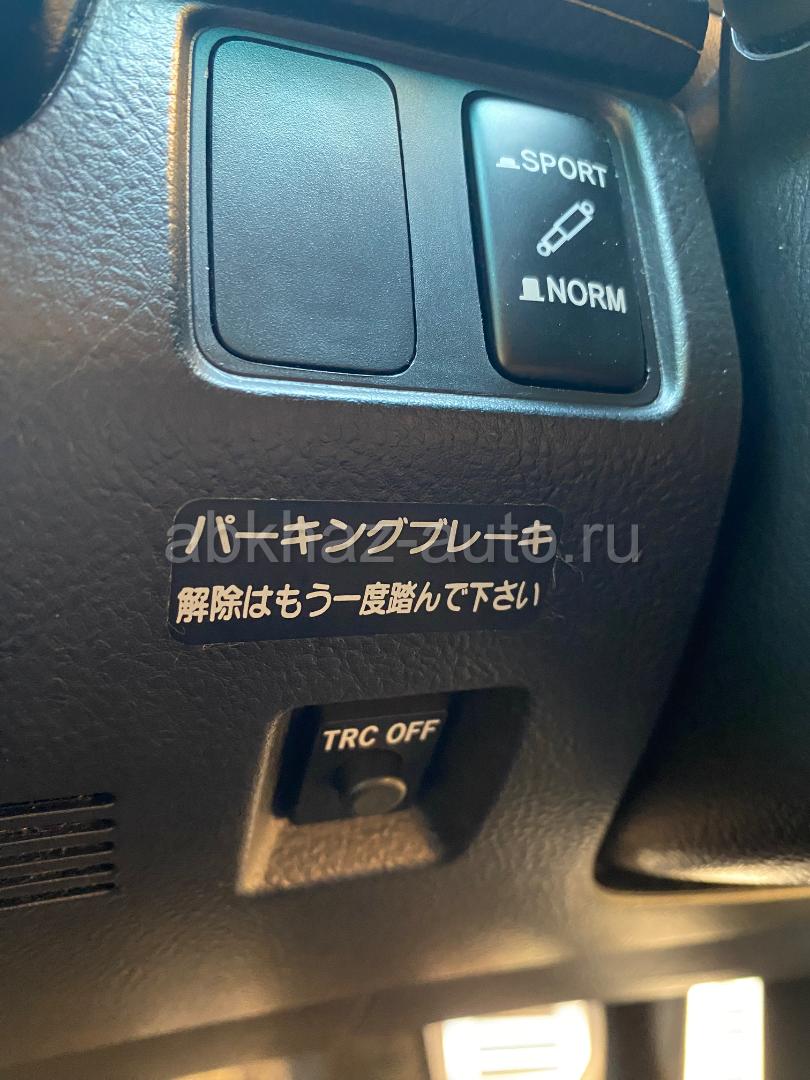 SPORT
NORM
パーキングブレーキ
abkhaz-auto.ru
解除はもう一度踏んで下さい
TRC OFF